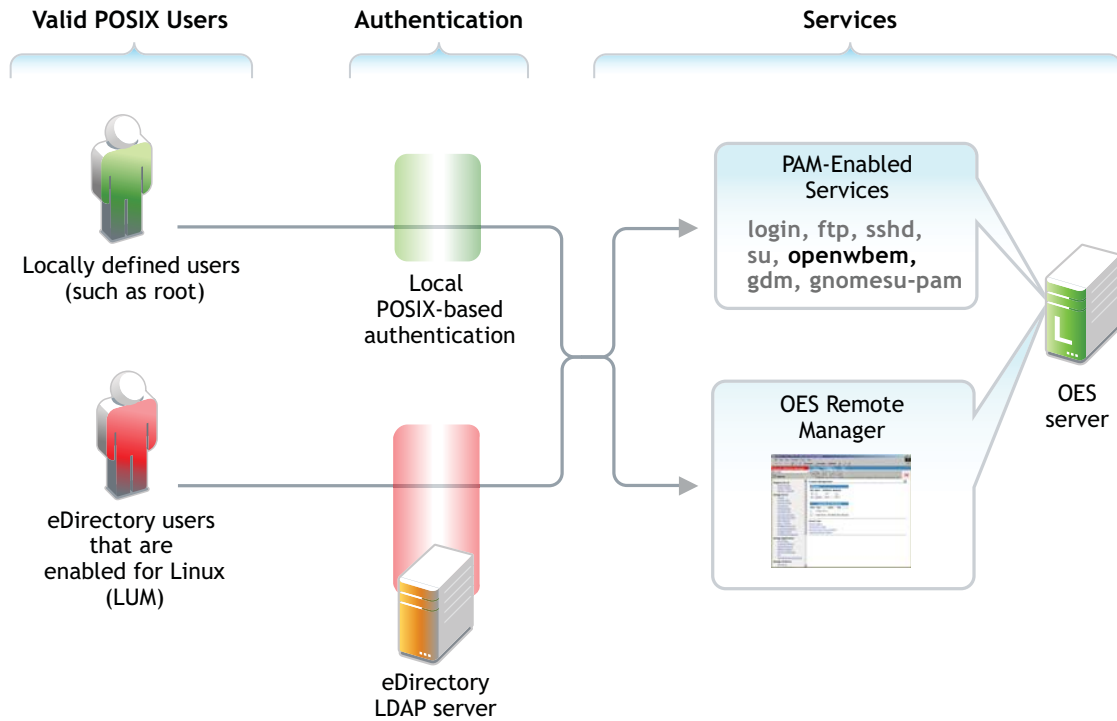 Valid POSIX Users
Authentication
Services
Locally defined users
(such as root)
Local
POSIX-based
authentication
PAM-Enabled
Services
login, ftp, sshd,
su, openwbem,
gdm, gnomesu-pam
OES
server
eDirectory users
that are
enabled for Linux
(LUM)
eDirectory
LDAP server
OES Remote
Manager
L